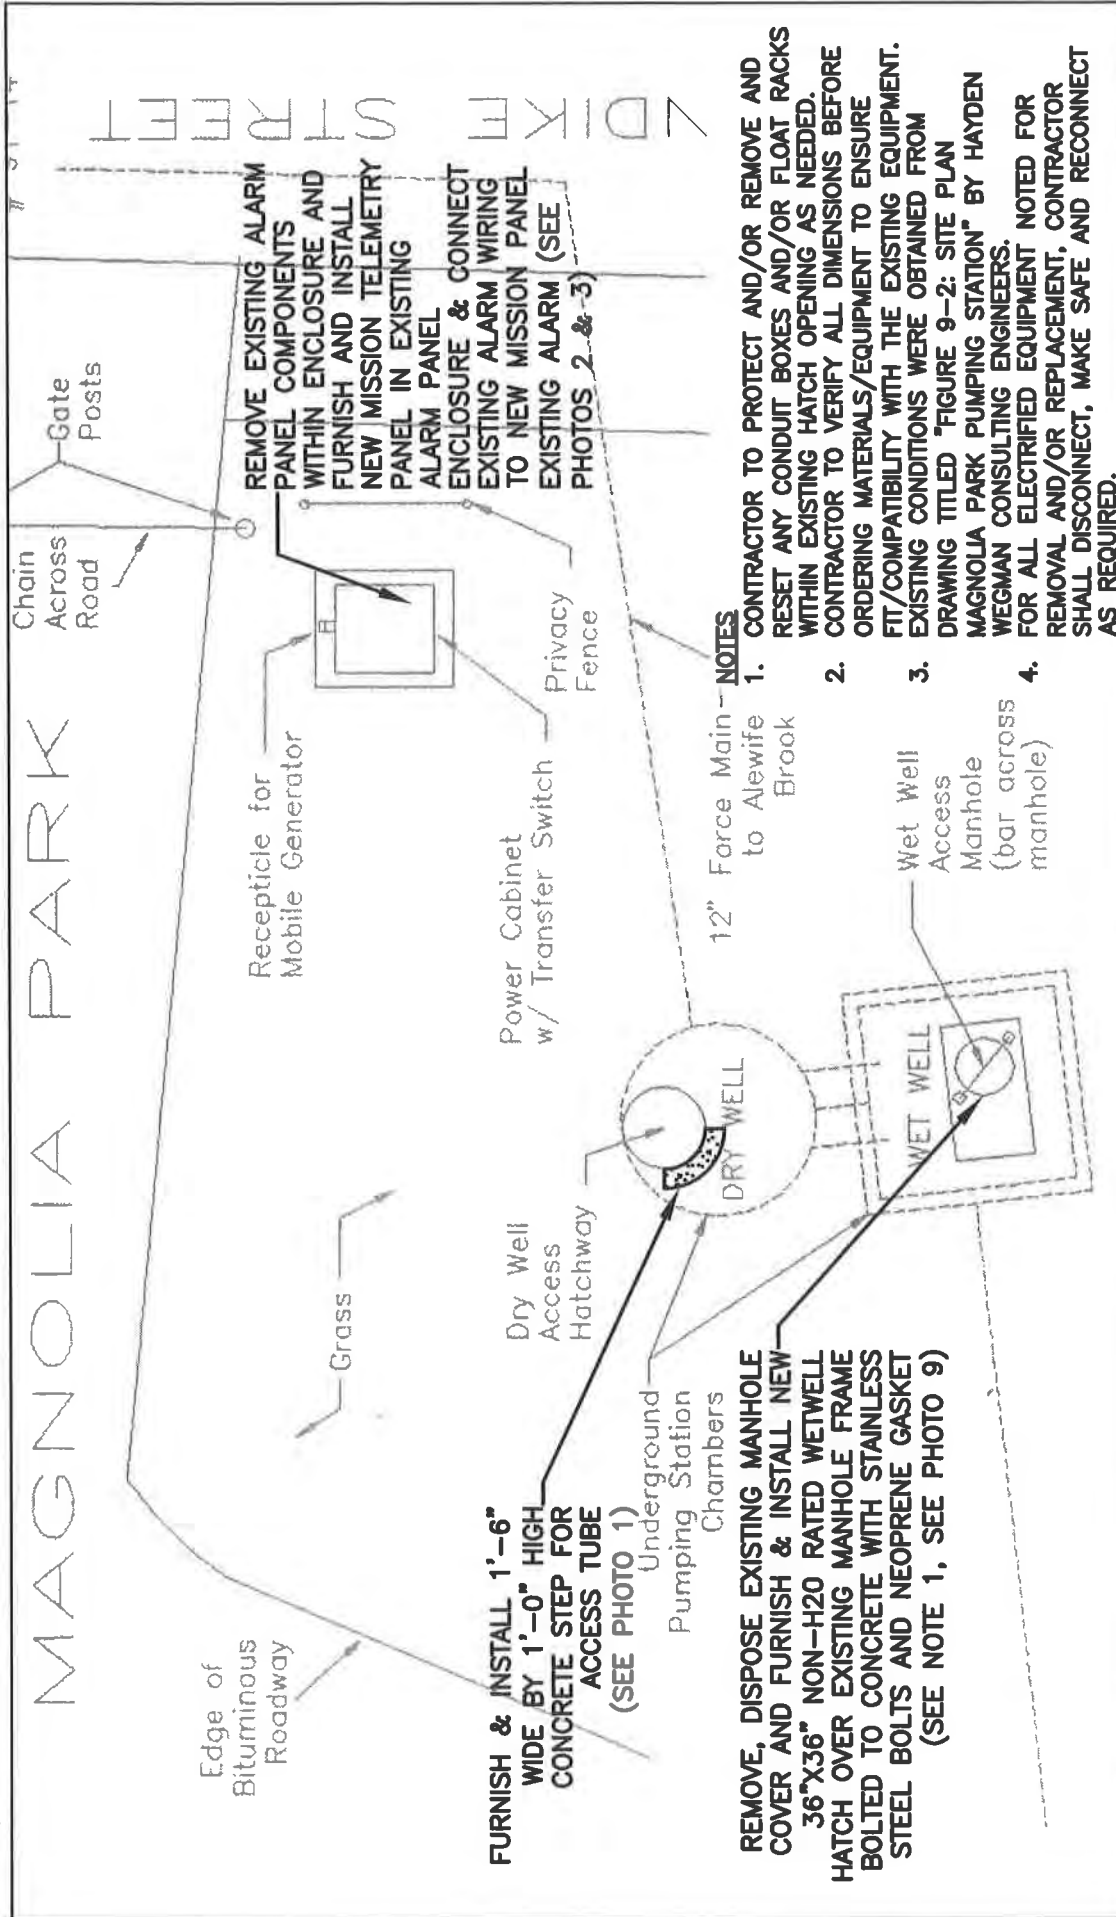 MAGNOLIA PARK
Chain
Across
Road
Gate
Posts
DIKE STREET
Edge of
Bituminous
Roadway
Grass
Recepticle for
Mobile Generator
REMOVE EXISTING ALARM
PANEL COMPONENTS
WITHIN ENCLOSURE AND
FURNISH AND INSTALL
NEW MISSION TELEMETRY
PANEL IN EXISTING
ALARM PANEL
ENCLOSURE & CONNECT
EXISTING ALARM WIRING
TO NEW MISSION PANEL
EXISTING ALARM (SEE
PHOTOS 2 & 3)
R
Power Cabinet
w/ Transfer Switch
Privacy
Fence
FURNISH & INSTALL 1'-6"
WIDE BY 1'-0" HIGH
CONCRETE STEP FOR
ACCESS TUBE
(SEE PHOTO 1)
Dry Well
Access
Hatchway
Underground
Pumping Station
Chambers
DRY WELL
12" Force Main
to Alewife
Brook
REMOVE, DISPOSE EXISTING MANHOLE
COVER AND FURNISH & INSTALL NEW
36"X36" NON-H20 RATED WETWELL
HATCH OVER EXISTING MANHOLE FRAME
BOLTED TO CONCRETE WITH STAINLESS
STEEL BOLTS AND NEOPRENE GASKET
(SEE NOTE 1, SEE PHOTO 9)
WET WELL
Wet Well
Access
Manhole
(bar across
manhole)
NOTES
1. CONTRACTOR TO PROTECT AND/OR REMOVE AND
RESET ANY CONDUIT BOXES AND/OR FLOAT RACKS
WITHIN EXISTING HATCH OPENING AS NEEDED.
2. CONTRACTOR TO VERIFY ALL DIMENSIONS BEFORE
ORDERING MATERIALS/EQUIPMENT TO ENSURE
FIT/COMPATIBILITY WITH THE EXISTING EQUIPMENT.
3. EXISTING CONDITIONS WERE OBTAINED FROM
DRAWING TITLED "FIGURE 9-2: SITE PLAN
MAGNOLIA PARK PUMPING STATION" BY HAYDEN
WEGMAN CONSULTING ENGINEERS.
4. FOR ALL ELECTRIFIED EQUIPMENT NOTED FOR
REMOVAL AND/OR REPLACEMENT, CONTRACTOR
SHALL DISCONNECT, MAKE SAFE AND RECONNECT
AS REQUIRED.